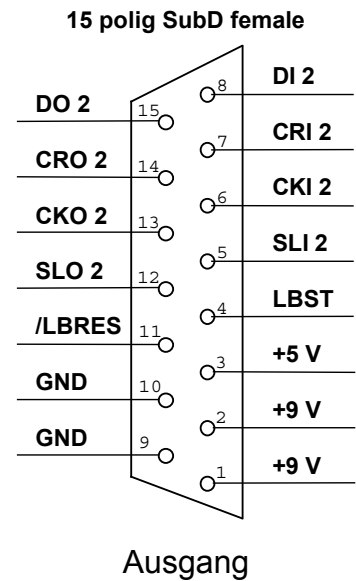 15 polig SubD female
DI 2
8
DO 2
15
CRI 2
7
CRO 2
14
CKI 2
6
CKO 2
13
SLI 2
5
SLO 2
12
LBST
4
/LBRES
11
+5 V
3
GND
10
+9 V
2
GND
9
+9 V
1
Ausgang